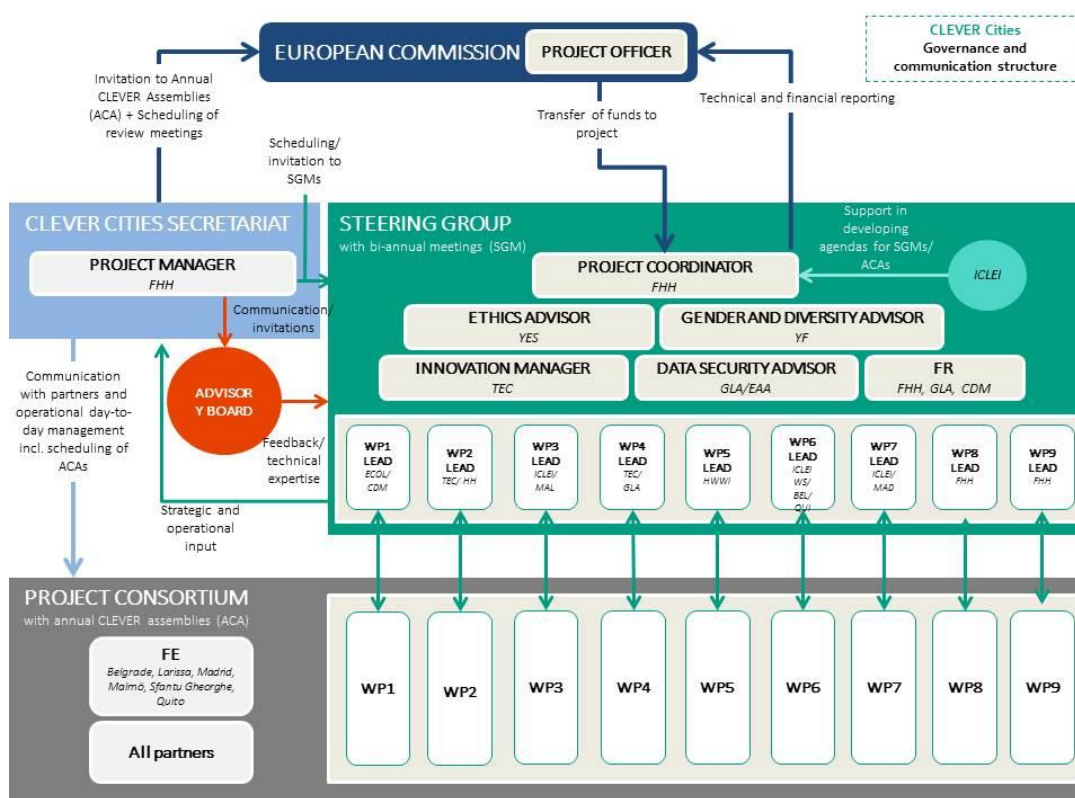 EUROPEAN COMMISSION
PROJECT OFFICER
CLEVER Cities
Governance and
communication structure
Invitation to Annual
CLEVER Assemblies
(ACA) + Scheduling of
review meetings
Scheduling/
invitation to
SGMs
Transfer of funds to
project
Technical and financial reporting
CLEVER CITIES SECRETARIAT
PROJECT MANAGER
FHH
STEERING GROUP
with bi-annual meetings (SGM)
PROJECT COORDINATOR
FHH
Support in
developing
agendas for SGMs/
ACAs
ICLEI
Communication/
invitations
ETHICS ADVISOR
YES
GENDER AND DIVERSITY ADVISOR
YF
INNOVATION MANAGER
TEC
DATA SECURITY ADVISOR
GLA/EAA
FR
FHH, GLA, CDM
Communication
with partners and
operational day-to-
day management
incl. scheduling of
ACAs
ADVISOR
Y BOARD
Feedback/
technical
expertise
Strategic and
operational
input
WP1
LEAD
ECOL/
CDM
WP2
LEAD
TEC/ HH
WP3
LEAD
ICLEI/
MAL
WP4
LEAD
TEC/
GLA
WP5
LEAD
HWWI
WP6
LEAD
ICLEI
WS/
BEL/
QUI
WP7
LEAD
ICLEI/
MAD
WP8
LEAD
FHH
WP9
LEAD
FHH
PROJECT CONSORTIUM
with annual CLEVER assemblies (ACA)
FE
Belgrade, Larissa, Madrid,
Malmö, Sfantu Gheorghe,
Quito
All partners
WP1
WP2
WP3
WP4
WP5
WP6
WP7
WP8
WP9